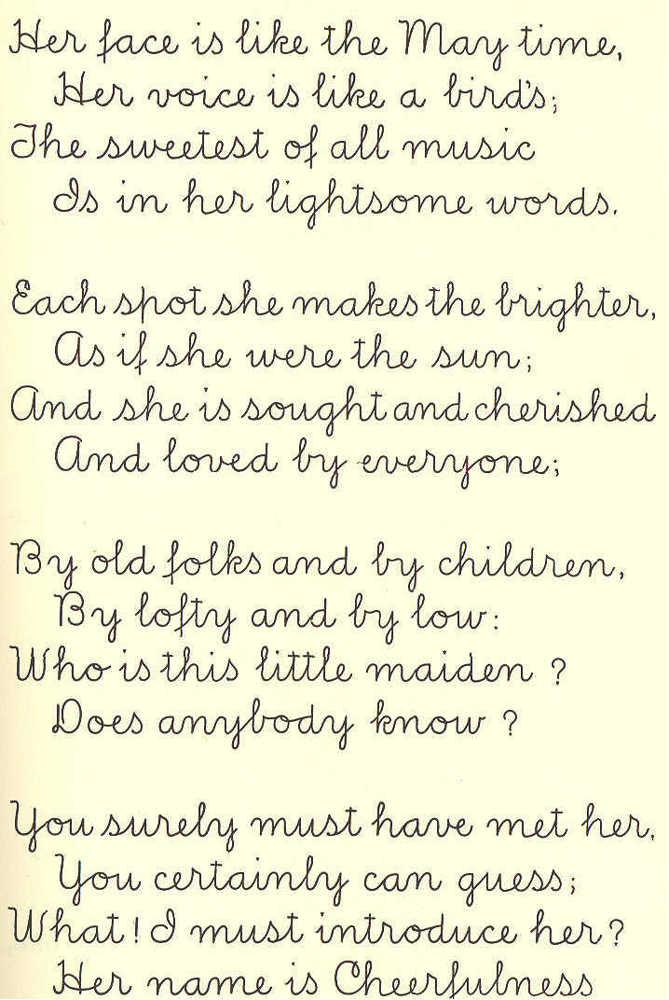 Her face is like the May time,
Her voice is like a bird's;
The sweetest of all music
Is in her lightsome words.
Each spot she makes the brighter,
As if she were the sun;
And she is sought and cherished
And loved by everyone;
By old folks and by children,
By lofty and by low:
Who is this little maiden ?
Does anybody know ?
You surely must have met her,
You certainly can guess;
What! I must introduce her?
Her name is Cheerfulness